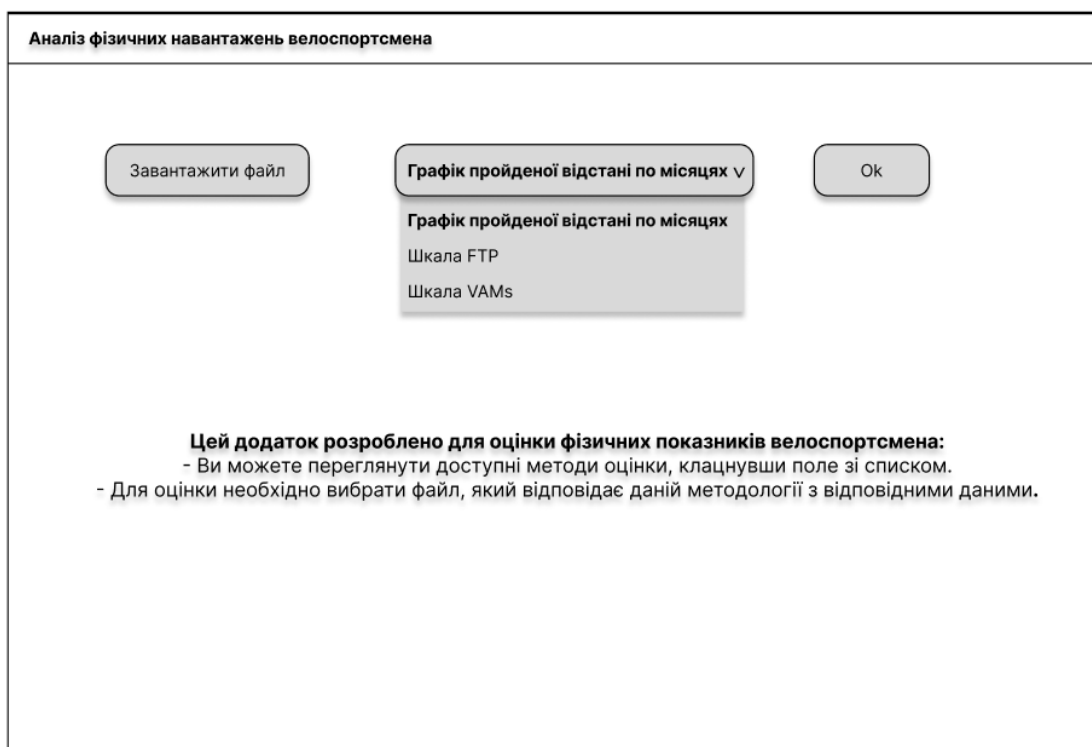 Аналіз фізичних навантажень велоспортсмена
Завантажити файл
Графік пройденої відстані по місяцях
Ok
Графік пройденої відстані по місяцях
Шкала FTP
Шкала VAMs
Цей додаток розроблено для оцінки фізичних показників велоспортсмена:
- Ви можете переглянути доступні методи оцінки, клацнувши поле зі списком.
- Для оцінки необхідно вибрати файл, який відповідає даній методології з відповідними даними.